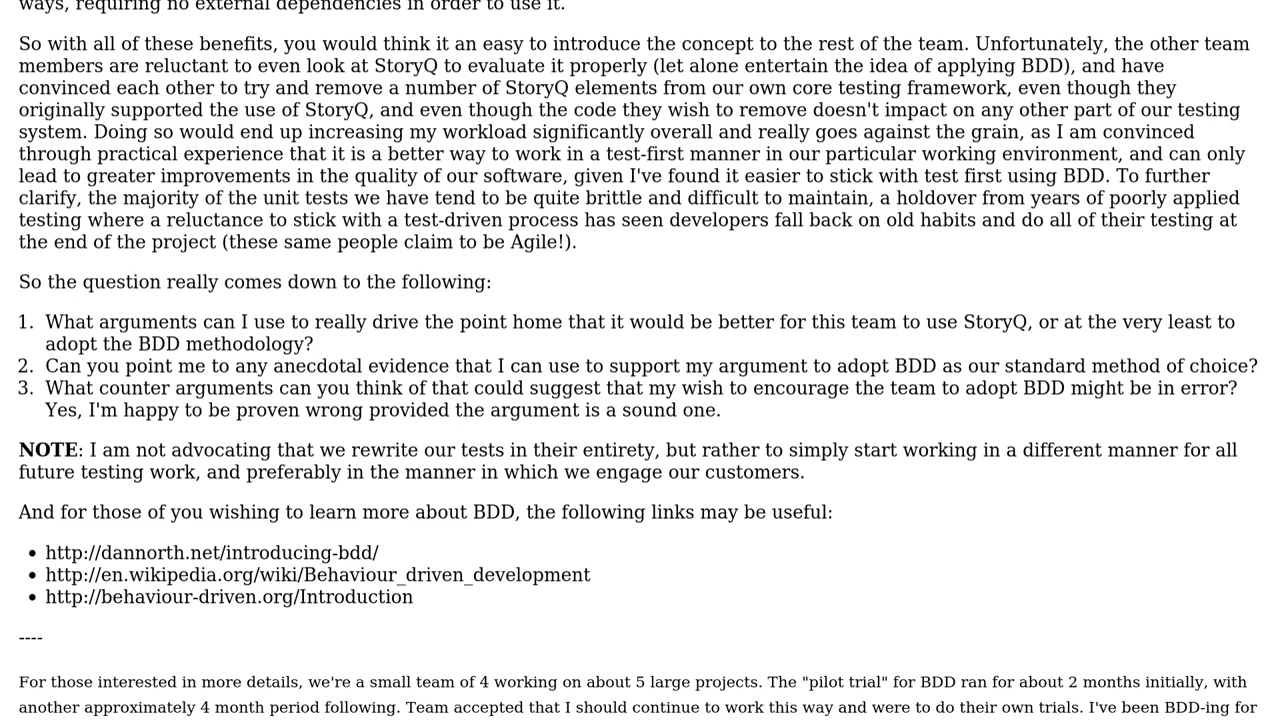 ways, requiring no external dependencies in order to use it.
So with all of these benefits, you would think it an easy to introduce the concept to the rest of the team. Unfortunately, the other team
members are reluctant to even look at StoryQ to evaluate it properly (let alone entertain the idea of applying BDD), and have
convinced each other to try and remove a number of StoryQ elements from our own core testing framework, even though they
originally supported the use of StoryQ, and even though the code they wish to remove doesn't impact on any other part of our testing
system. Doing so would end up increasing my workload significantly overall and really goes against the grain, as I am convinced
through practical experience that it is a better way to work in a test-first manner in our particular working environment, and can only
lead to greater improvements in the quality of our software, given I've found it easier to stick with test first using BDD. To further
clarify, the majority of the unit tests we have tend to be quite brittle and difficult to maintain, a holdover from years of poorly applied
testing where a reluctance to stick with a test-driven process has seen developers fall back on old habits and do all of their testing at
the end of the project (these same people claim to be Agile!).
So the question really comes down to the following:
1. What arguments can I use to really drive the point home that it would be better for this team to use StoryQ, or at the very least to
adopt the BDD methodology?
2. Can you point me to any anecdotal evidence that I can use to support my argument to adopt BDD as our standard method of choice?
3. What counter arguments can you think of that could suggest that my wish to encourage the team to adopt BDD might be in error?
Yes, I'm happy to be proven wrong provided the argument is a sound one.
NOTE: I am not advocating that we rewrite our tests in their entirety, but rather to simply start working in a different manner for all
future testing work, and preferably in the manner in which we engage our customers.
And for those of you wishing to learn more about BDD, the following links may be useful:
• http://dannorth.net/introducing-bdd/
• http://en.wikipedia.org/wiki/Behaviour_driven_development
• http://behaviour-driven.org/Introduction
----
For those interested in more details, we're a small team of 4 working on about 5 large projects. The "pilot trial" for BDD ran for about 2 months initially, with
another approximately 4 month period following. Team accepted that I should continue to work this way and were to do their own trials. I've been BDD-ing for